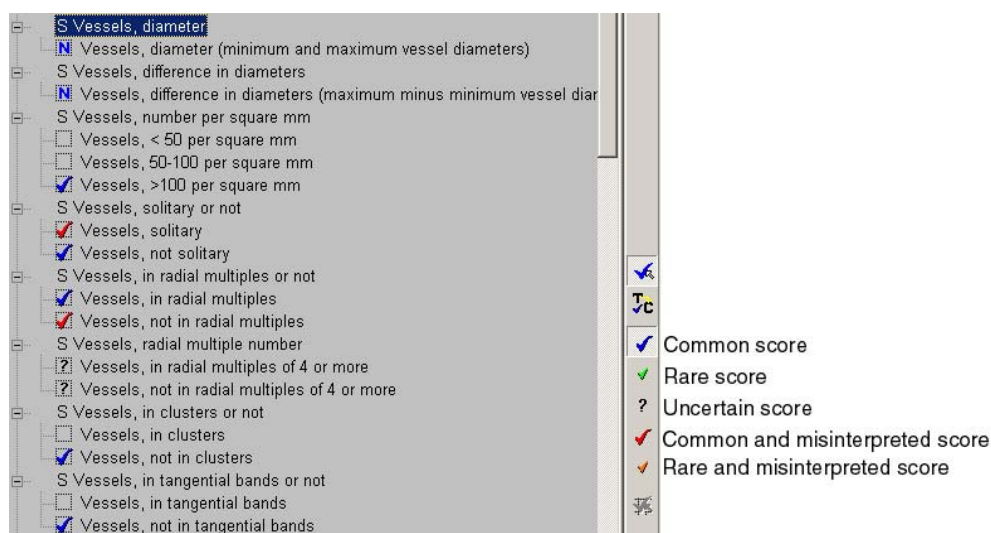 S Vessels, diameter
N Vessels, diameter (minimum and maximum vessel diameters)
S Vessels, difference in diameters
N Vessels, difference in diameters (maximum minus minimum vessel diar
S Vessels, number per square mm
Vessels, < 50 per square mm
Vessels, 50-100 per square mm
Vessels, >100 per square mm
S Vessels, solitary or not
Vessels, solitary
Vessels, not solitary
S Vessels, in radial multiples or not
Vessels, in radial multiples
Vessels, not in radial multiples
S Vessels, radial multiple number
? Vessels, in radial multiples of 4 or more
? Vessels, not in radial multiples of 4 or more
S Vessels, in clusters or not
Vessels, in clusters
Vessels, not in clusters
S Vessels, in tangential bands or not
Vessels, in tangential bands
Vessels, not in tangential bands
T C
Common score
Rare score
? Uncertain score
Common and misinterpreted score
Rare and misinterpreted score